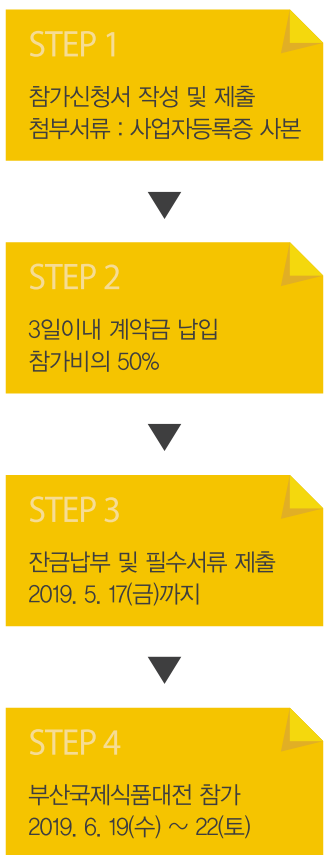 STEP 1
참가신청서 작성 및 제출
첨부서류 : 사업자등록증 사본
STEP 2
3일이내 계약금 납입
참가비의 50%
STEP 3
잔금납부 및 필수서류 제출
2019. 5. 17(금)까지
STEP 4
부산국제식품대전 참가
2019. 6. 19(수) ~ 22(토)